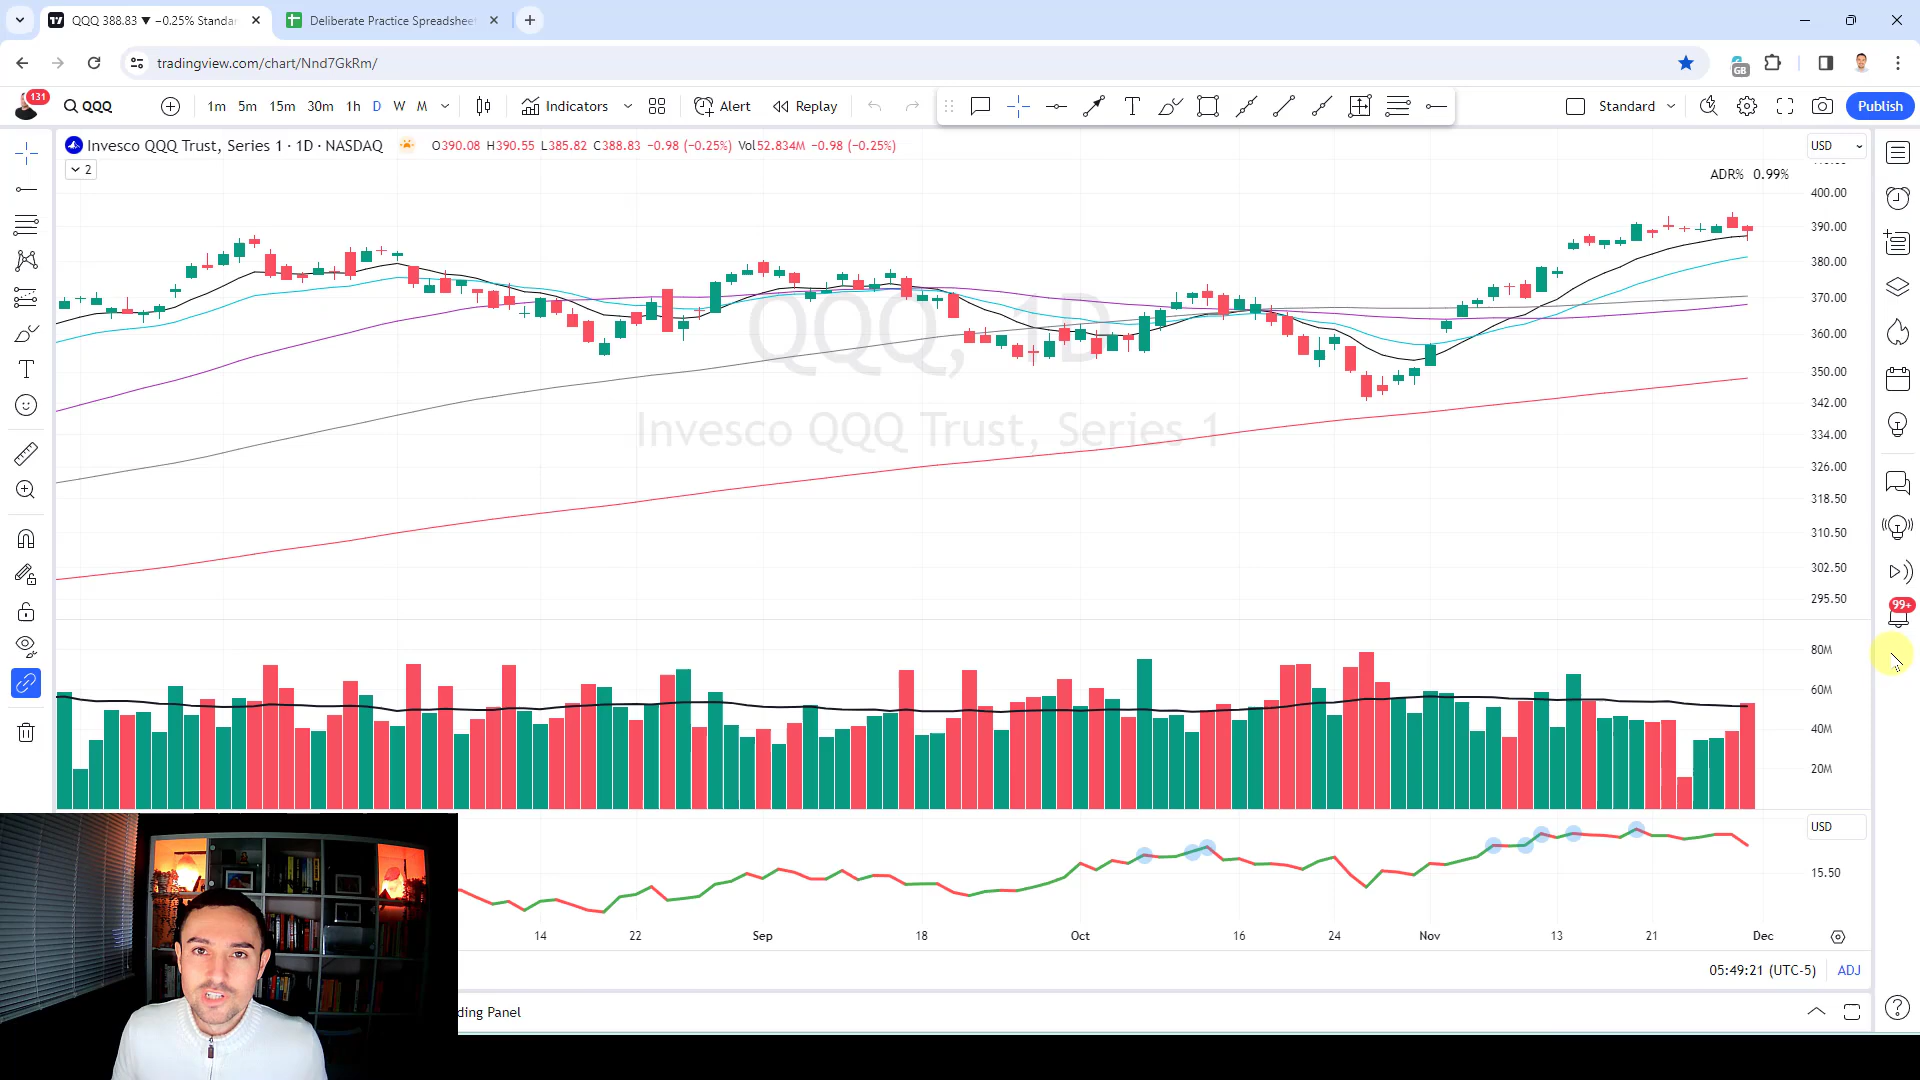 QQQ 388.83 ▼ −0.25% Standa
Deliberate Practice Spreadshee
tradingview.com/chart/Nnd7GkRm/
GB
131
QQQ
1m 5m 15m 30m 1h D W M
Indicators
Alert
Replay
T
Standard
Publish
Invesco QQQ Trust, Series 1 · 1D · NASDAQ
O390.08 H390.55 L385.82 C388.83 −0.98 (−0.25%) Vol52.834M −0.98 (−0.25%)
USD
2
ADR% 0.99%
400.00
390.00
380.00
370.00
360.00
350.00
342.00
334.00
326.00
318.50
310.50
302.50
295.50
QQQ, 1D
Invesco QQQ Trust, Series 1
99+
80M
60M
40M
20M
USD
15.50
14 22 Sep 18 Oct 16 24 Nov 13 21 Dec
05:49:21 (UTC-5) ADJ
ding Panel